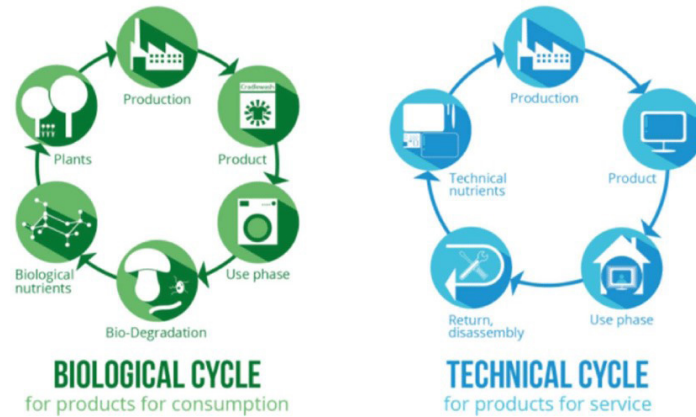 Production
Cradlewash
Product
Use phase
Bio-Degradation
Biological
nutrients
Plants
BIOLOGICAL CYCLE
for products for consumption
Production
Product
Use phase
Return,
disassembly
Technical
nutrients
TECHNICAL CYCLE
for products for service